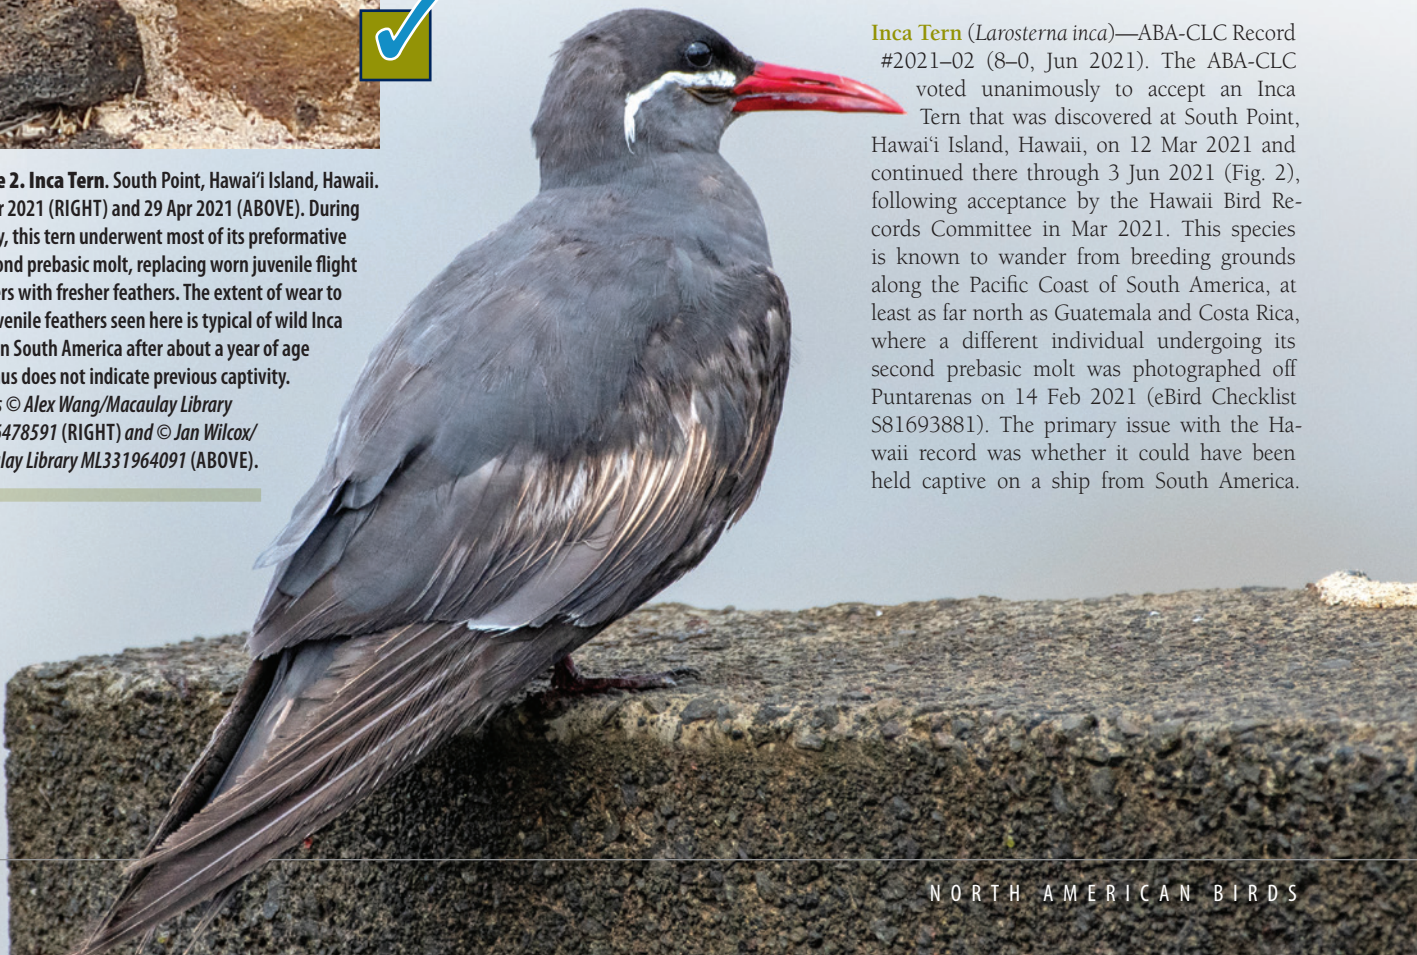 2. Inca Tern. South Point, Hawai‘i Island, Hawaii.
2021 (RIGHT) and 29 Apr 2021 (ABOVE). During
this tern underwent most of its preformative
prebasic molt, replacing worn juvenile flight
with fresher feathers. The extent of wear to
feathers seen here is typical of wild Inca
South America after about a year of age
does not indicate previous captivity.
© Alex Wang/Macaulay Library
(RIGHT) and © Jan Wilcox/
Library ML331964091 (ABOVE).
Inca Tern (Larosterna inca)—ABA-CLC Record
#2021–02 (8–0, Jun 2021). The ABA-CLC
voted unanimously to accept an Inca
Tern that was discovered at South Point,
Hawai‘i Island, Hawaii, on 12 Mar 2021 and
continued there through 3 Jun 2021 (Fig. 2),
following acceptance by the Hawaii Bird Re-
cords Committee in Mar 2021. This species
is known to wander from breeding grounds
along the Pacific Coast of South America, at
least as far north as Guatemala and Costa Rica,
where a different individual undergoing its
second prebasic molt was photographed off
Puntarenas on 14 Feb 2021 (eBird Checklist
S81693881). The primary issue with the Ha-
waii record was whether it could have been
held captive on a ship from South America.
NORTH AMERICAN BIRDS